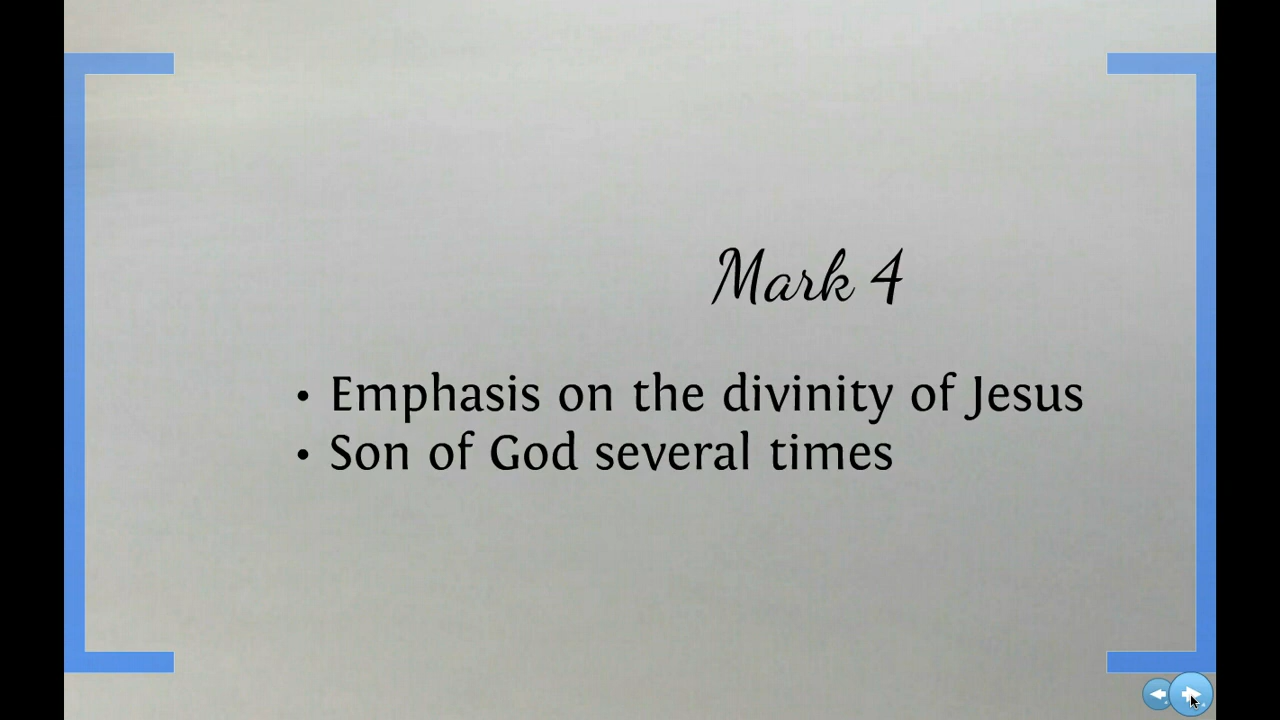 Mark 4
• Emphasis on the divinity of Jesus
• Son of God several times